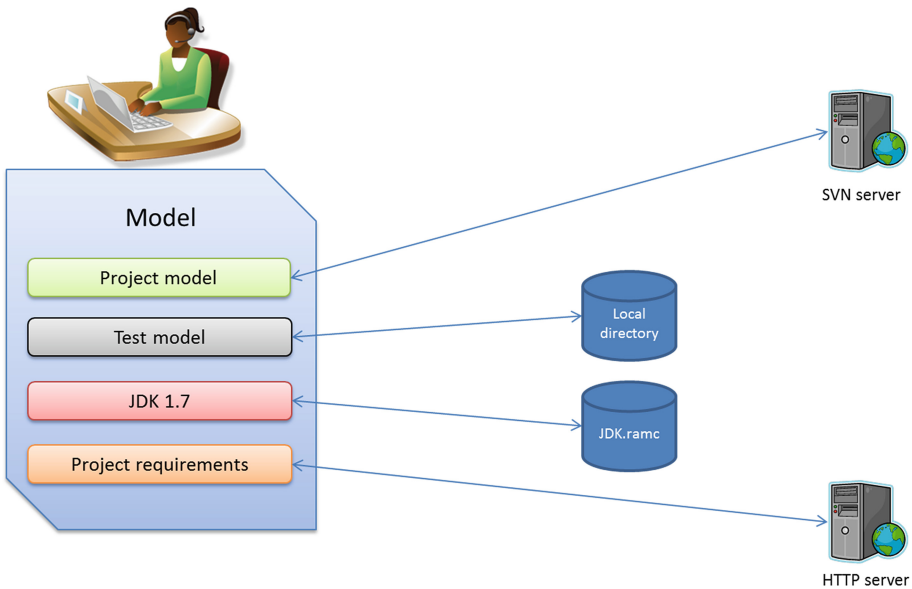 Model
Project model
Test model
JDK 1.7
Project requirements
SVN server
Local
directory
JDK.ramc
HTTP server